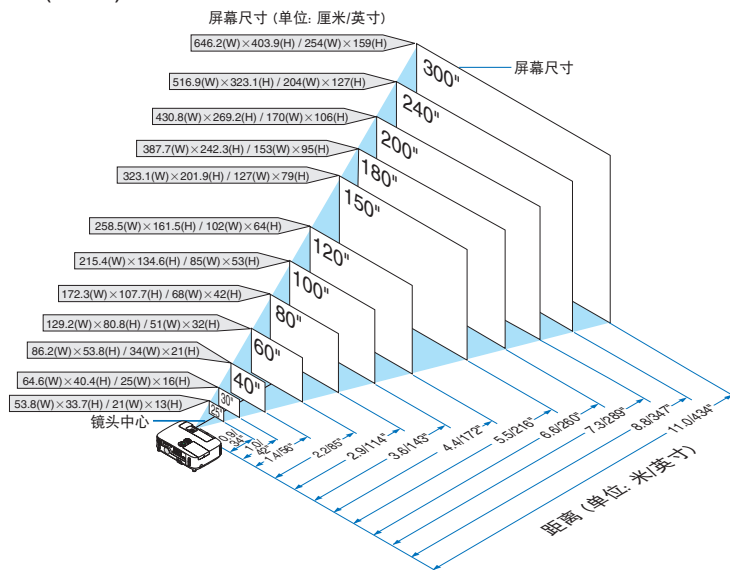 屏幕尺寸 (单位: 厘米/英寸)
646.2(W)×403.9(H) / 254(W)×159(H)
300"
屏幕尺寸
516.9(W)×323.1(H) / 204(W)×127(H)
240"
430.8(W)×269.2(H) / 170(W)×106(H)
200"
387.7(W)×242.3(H) / 153(W)×95(H)
180"
323.1(W)×201.9(H) / 127(W)×79(H)
150"
258.5(W)×161.5(H) / 102(W)×64(H)
120"
215.4(W)×134.6(H) / 85(W)×53(H)
100"
172.3(W)×107.7(H) / 68(W)×42(H)
80"
129.2(W)×80.8(H) / 51(W)×32(H)
60"
86.2(W)×53.8(H) / 34(W)×21(H)
40"
64.6(W)×40.4(H) / 25(W)×16(H)
30"
53.8(W)×33.7(H) / 21(W)×13(H)
25"
镜头中心
0.9/
34"
42"
1.4/56"
2.2/85"
2.9/114"
3.6/143"
4.4/172"
5.5/216"
6.6/260"
7.3/289"
8.8/347"
11.0/434"
距离 (单位: 米/英寸)